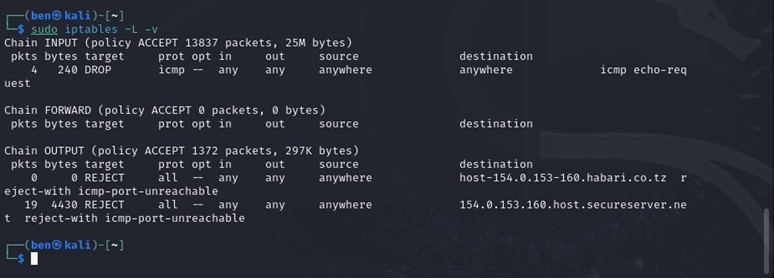 ┌──(ben㉿kali)-[~]
└─$ sudo iptables -L -v
Chain INPUT (policy ACCEPT 13837 packets, 25M bytes)
 pkts bytes target     prot opt in     out     source               destination
    4   240 DROP       icmp --  any    any     anywhere             anywhere             icmp echo-req
uest

Chain FORWARD (policy ACCEPT 0 packets, 0 bytes)
 pkts bytes target     prot opt in     out     source               destination

Chain OUTPUT (policy ACCEPT 1372 packets, 297K bytes)
 pkts bytes target     prot opt in     out     source               destination
    0     0 REJECT     all  --  any    any     anywhere             host-154.0.153-160.habari.co.tz  r
eject-with icmp-port-unreachable
   19  4430 REJECT     all  --  any    any     anywhere             154.0.153.160.host.secureserver.ne
t  reject-with icmp-port-unreachable

┌──(ben㉿kali)-[~]
└─$